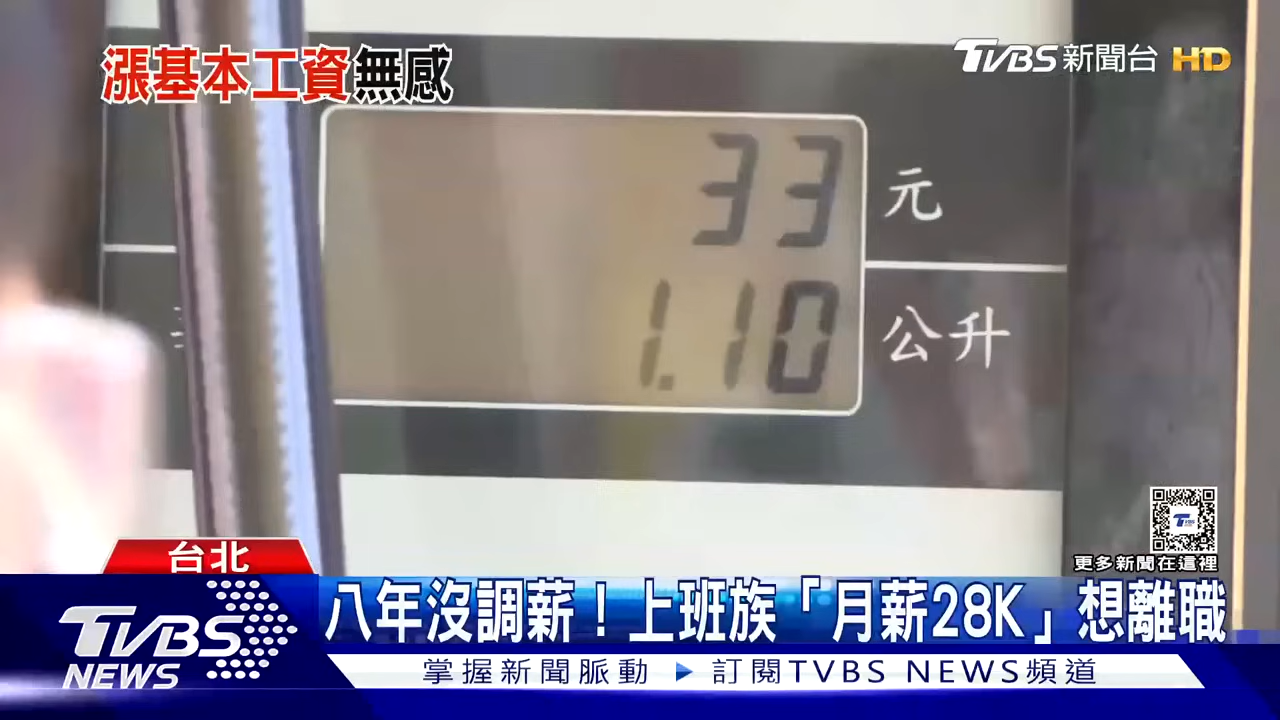 漲基本工資無感
TVBS新聞台 HD
33 元
1.10 公升
更多新聞在這裡
台北
八年沒調薪！上班族「月薪28K」想離職
TVBS NEWS
掌握新聞脈動 ▶ 訂閱TVBS NEWS頻道